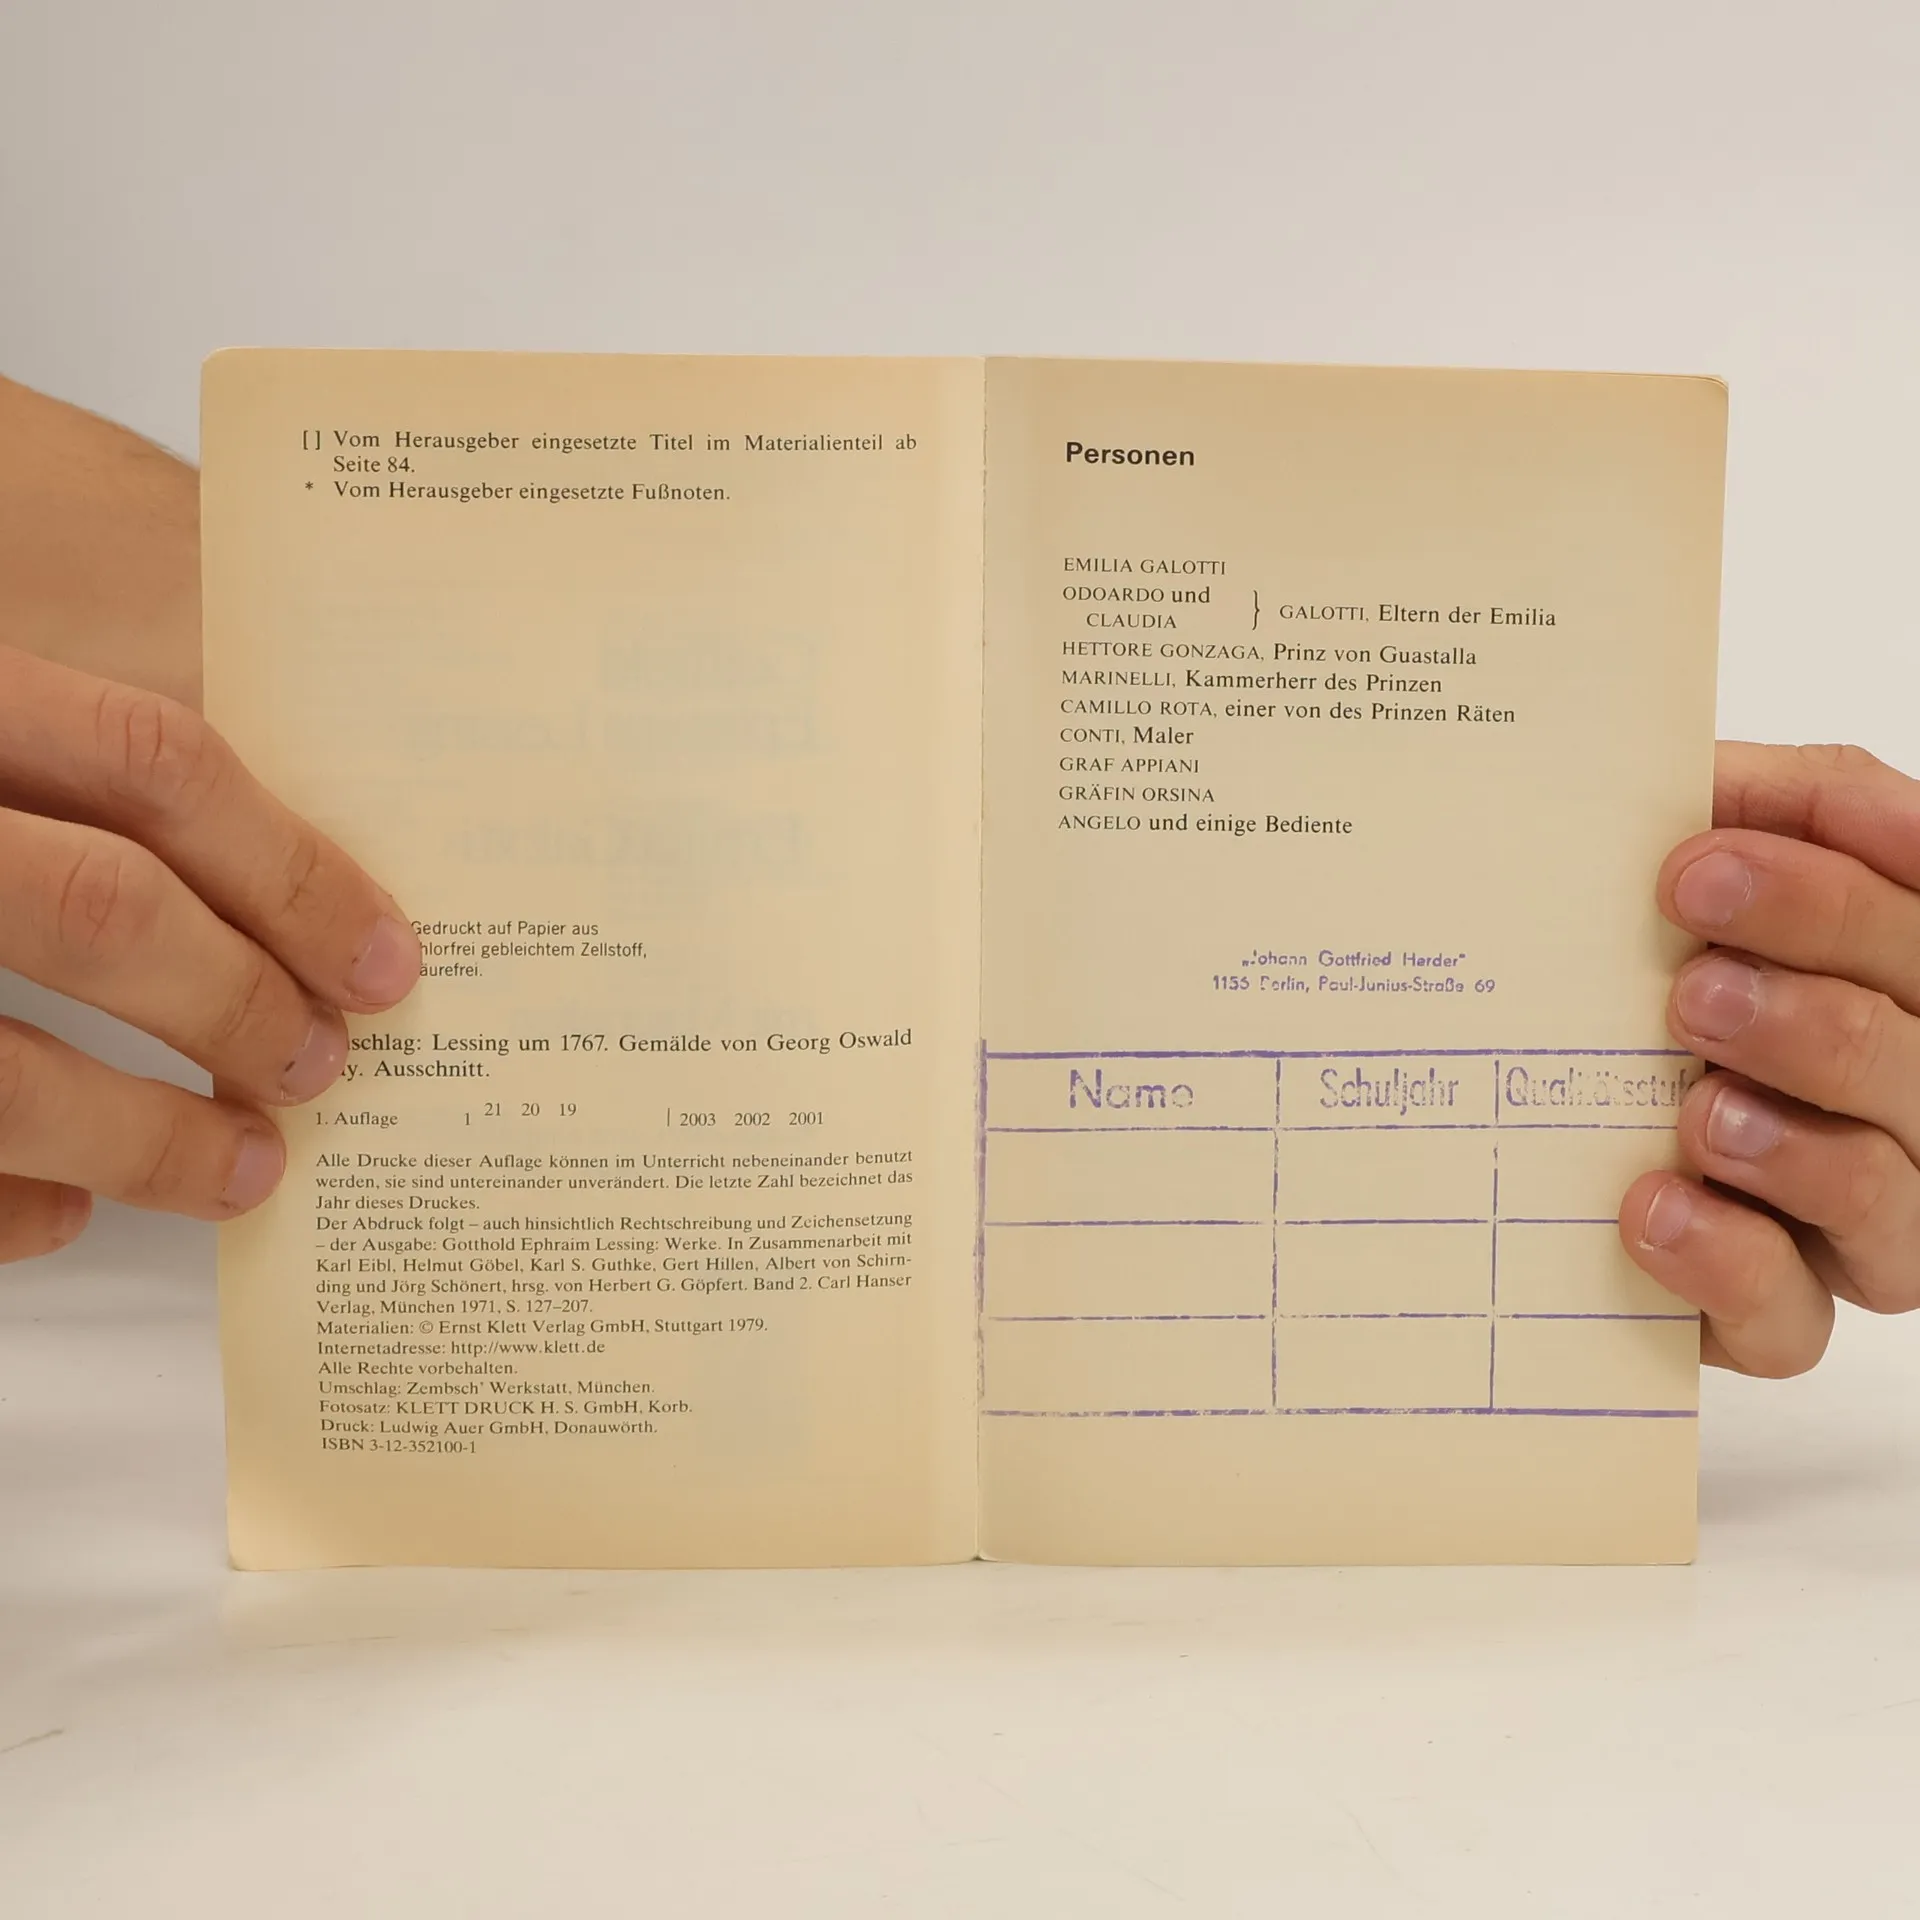 [ ] Vom Herausgeber eingesetzte Titel im Materialienteil ab
Seite 84.
* Vom Herausgeber eingesetzte Fußnoten.
Gedruckt auf Papier aus
hlorfrei gebleichtem Zellstoff,
äurefrei.
schlag: Lessing um 1767. Gemälde von Georg Oswald
y. Ausschnitt.
1. Auflage 1 21 20 19 | 2003 2002 2001
Alle Drucke dieser Auflage können im Unterricht nebeneinander benutzt
werden, sie sind untereinander unverändert. Die letzte Zahl bezeichnet das
Jahr dieses Druckes.
Der Abdruck folgt – auch hinsichtlich Rechtschreibung und Zeichensetzung
– der Ausgabe: Gotthold Ephraim Lessing: Werke. In Zusammenarbeit mit
Karl Eibl, Helmut Göbel, Karl S. Guthke, Gert Hillen, Albert von Schirn-
ding und Jörg Schönert, hrsg. von Herbert G. Göpfert. Band 2. Carl Hanser
Verlag, München 1971, S. 127–207.
Materialien: © Ernst Klett Verlag GmbH, Stuttgart 1979.
Internetadresse: http://www.klett.de
Alle Rechte vorbehalten.
Umschlag: Zembsch' Werkstatt, München.
Fotosatz: KLETT DRUCK H. S. GmbH, Korb.
Druck: Ludwig Auer GmbH, Donauwörth.
ISBN 3-12-352100-1
Personen
EMILIA GALOTTI
ODOARDO und
CLAUDIA } GALOTTI, Eltern der Emilia
HETTORE GONZAGA, Prinz von Guastalla
MARINELLI, Kammerherr des Prinzen
CAMILLO ROTA, einer von des Prinzen Räten
CONTI, Maler
GRAF APPIANI
GRÄFIN ORSINA
ANGELO und einige Bediente
„Johann Gottfried Herder"
1156 Berlin, Paul-Junius-Straße 69
Name Schuljahr Qualitätsstuf